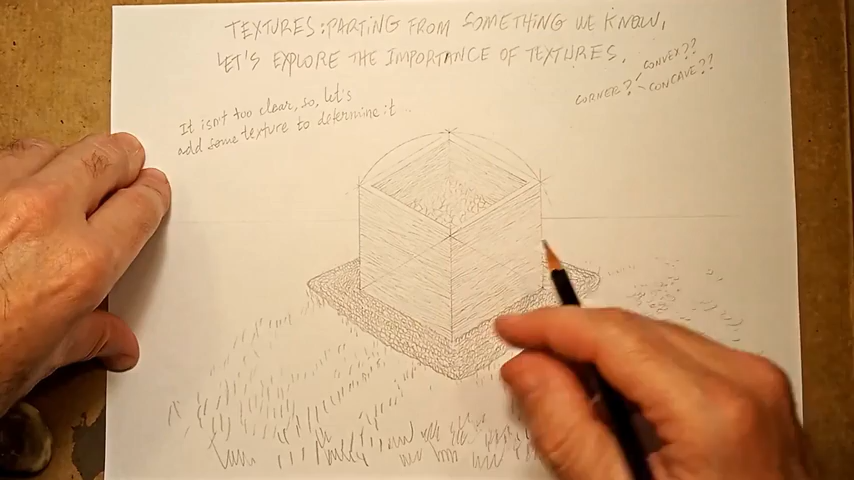 TEXTURES: PARTING FROM SOMETHING WE KNOW,
LET'S EXPLORE THE IMPORTANCE OF TEXTURES.
CORNER? CONVEX??
CONCAVE??
It isn't too clear, so, let's
add some texture to determine it...